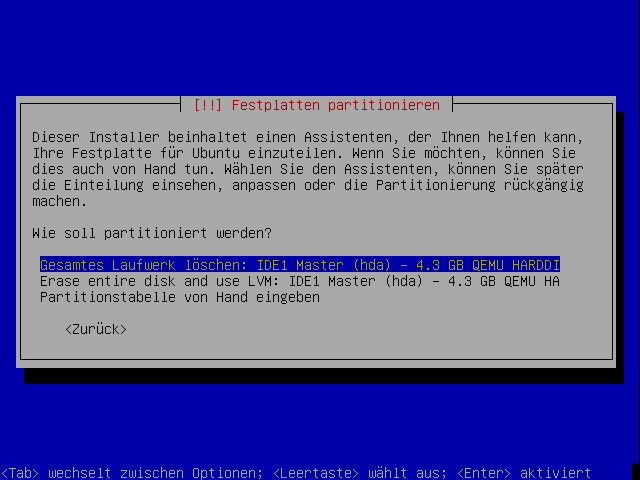 [!!] Festplatten partitionieren
Dieser Installer beinhaltet einen Assistenten, der Ihnen helfen kann,
Ihre Festplatte für Ubuntu einzuteilen. Wenn Sie möchten, können Sie
dies auch von Hand tun. Wählen Sie den Assistenten, können Sie später
die Einteilung einsehen, anpassen oder die Partitionierung rückgängig
machen.
Wie soll partitioniert werden?
Gesamtes Laufwerk löschen: IDE1 Master (hda) - 4.3 GB QEMU HARDDI
Erase entire disk and use LVM: IDE1 Master (hda) - 4.3 GB QEMU HA
Partitionstabelle von Hand eingeben
<Zurück>
<Tab> wechselt zwischen Optionen; <Leertaste> wählt aus; <Enter> aktiviert